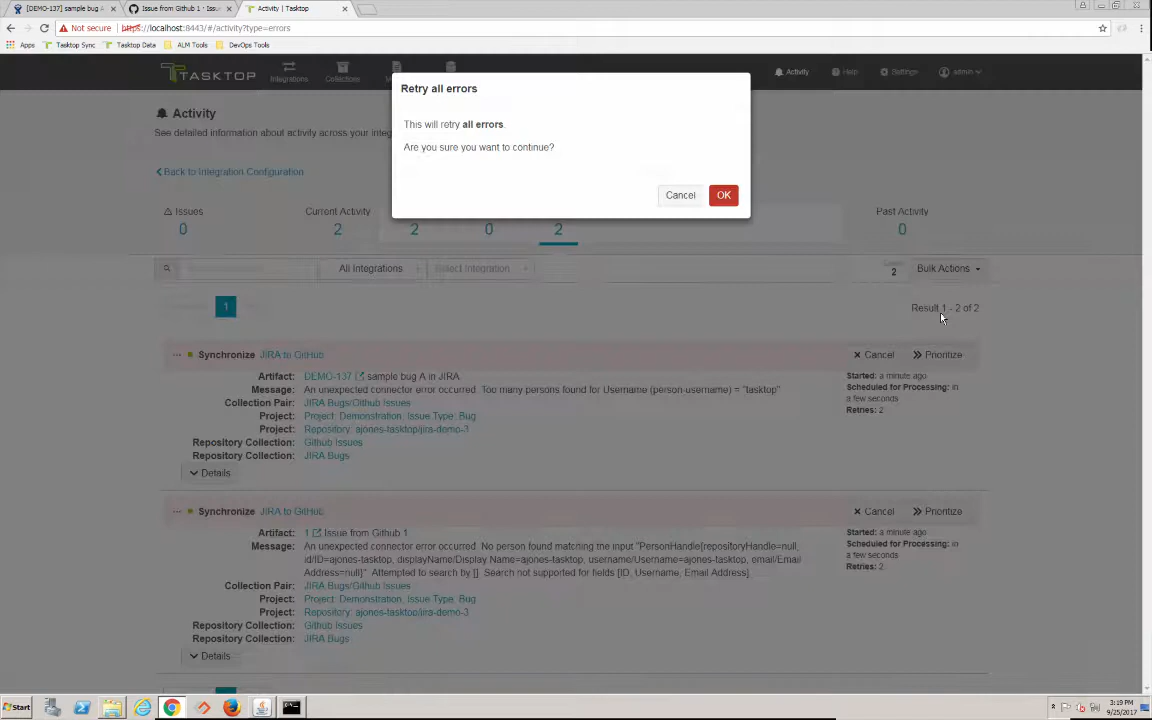 [DEMO-137] sample bug A
Issue from Github 1 · Issu
Activity | Tasktop
Not secure https://localhost:8443/#/activity?type=errors
Apps Tasktop Sync Tasktop Data ALM Tools DevOps Tools
TASKTOP Integrations Collections Activity Help Settings admin
Retry all errors
This will retry all errors.
Are you sure you want to continue?
Cancel OK
Activity
See detailed information about activity across your integ
Back to Integration Configuration
Issues Current Activity Past Activity
0 2 2 0 2 0
All Integrations Select Integration 2 Bulk Actions
1 Result 1 - 2 of 2
Synchronize JIRA to GitHub Cancel Prioritize
Artifact: DEMO-137 sample bug A in JIRA
Message: An unexpected connector error occurred. Too many persons found for Username (person-username) = "tasktop"
Collection Pair: JIRA Bugs/Github Issues
Project: Project: Demonstration, Issue Type: Bug
Project: Repository: ajones-tasktop/jira-demo-3
Repository Collection: Github Issues
Repository Collection: JIRA Bugs
Started: a minute ago
Scheduled for Processing: in
a few seconds
Retries: 2
Details
Synchronize JIRA to GitHub Cancel Prioritize
Artifact: 1 Issue from Github 1
Message: An unexpected connector error occurred. No person found matching the input "PersonHandle[repositoryHandle=null,
id/ID=ajones-tasktop, displayName/Display Name=ajones-tasktop, username/Username=ajones-tasktop, email/Email
Address=null]". Attempted to search by []. Search not supported for fields [ID, Username, Email Address].
Collection Pair: JIRA Bugs/Github Issues
Project: Project: Demonstration, Issue Type: Bug
Project: Repository: ajones-tasktop/jira-demo-3
Repository Collection: Github Issues
Repository Collection: JIRA Bugs
Started: a minute ago
Scheduled for Processing: in
a few seconds
Retries: 2
Details
Start
3:19 PM
9/25/2017